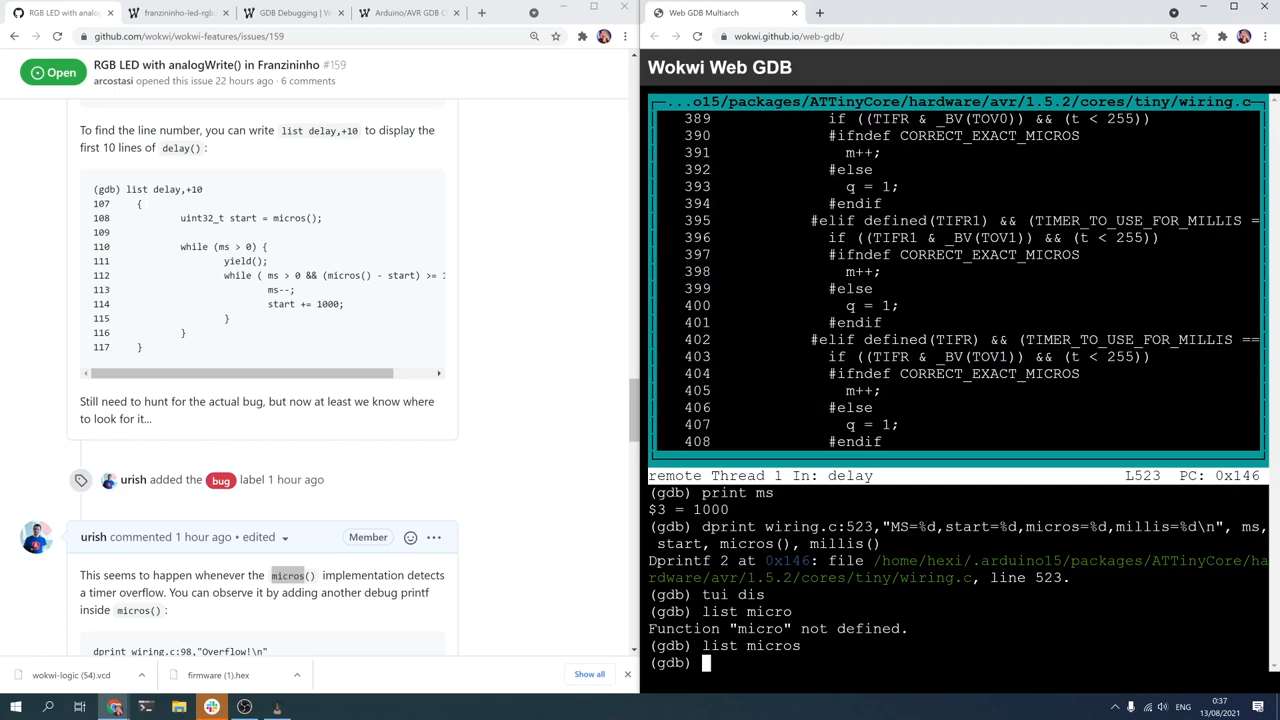 RGB LED with analog
franzininho-led-rgb.
GDB Debugging | W
Arduino/AVR GDB C
github.com/wokwi/wokwi-features/issues/159
Open
RGB LED with analogWrite() in Franzininho #159
arcostasi opened this issue 22 hours ago · 6 comments
To find the line number, you can write list delay,+10 to display the
first 10 lines of delay():
(gdb) list delay,+10
107 {
108 uint32_t start = micros();
109
110 while (ms > 0) {
111 yield();
112 while ( ms > 0 && (micros() - start) >= 1
113 ms--;
114 start += 1000;
115 }
116 }
117 }
Still need to hunt for the actual bug, but now at least we know where
to look for it...
urish added the bug label 1 hour ago
urish commented 1 hour ago • edited
Member
This seems to happen whenever the micros() implementation detects
a timer overflow. You can observe it by adding another debug printf
inside micros():
dprint wiring.c:98,"Overflow!\n"
wokwi-logic (54).vcd
firmware (1).hex
Show all
Web GDB Multiarch
wokwi.github.io/web-gdb/
Wokwi Web GDB
...o15/packages/ATTinyCore/hardware/avr/1.5.2/cores/tiny/wiring.c
389 if ((TIFR & _BV(TOV0)) && (t < 255))
390 #ifndef CORRECT_EXACT_MICROS
391 m++;
392 #else
393 q = 1;
394 #endif
395 #elif defined(TIFR1) && (TIMER_TO_USE_FOR_MILLIS =
396 if ((TIFR1 & _BV(TOV1)) && (t < 255))
397 #ifndef CORRECT_EXACT_MICROS
398 m++;
399 #else
400 q = 1;
401 #endif
402 #elif defined(TIFR) && (TIMER_TO_USE_FOR_MILLIS ==
403 if ((TIFR & _BV(TOV1)) && (t < 255))
404 #ifndef CORRECT_EXACT_MICROS
405 m++;
406 #else
407 q = 1;
408 #endif
remote Thread 1 In: delay L523 PC: 0x146
(gdb) print ms
$3 = 1000
(gdb) dprint wiring.c:523,"MS=%d,start=%d,micros=%d,millis=%d\n", ms,
start, micros(), millis()
Dprintf 2 at 0x146: file /home/hexi/.arduino15/packages/ATTinyCore/ha
rdware/avr/1.5.2/cores/tiny/wiring.c, line 523.
(gdb) tui dis
(gdb) list micro
Function "micro" not defined.
(gdb) list micros
(gdb)
ENG
0:37
13/08/2021